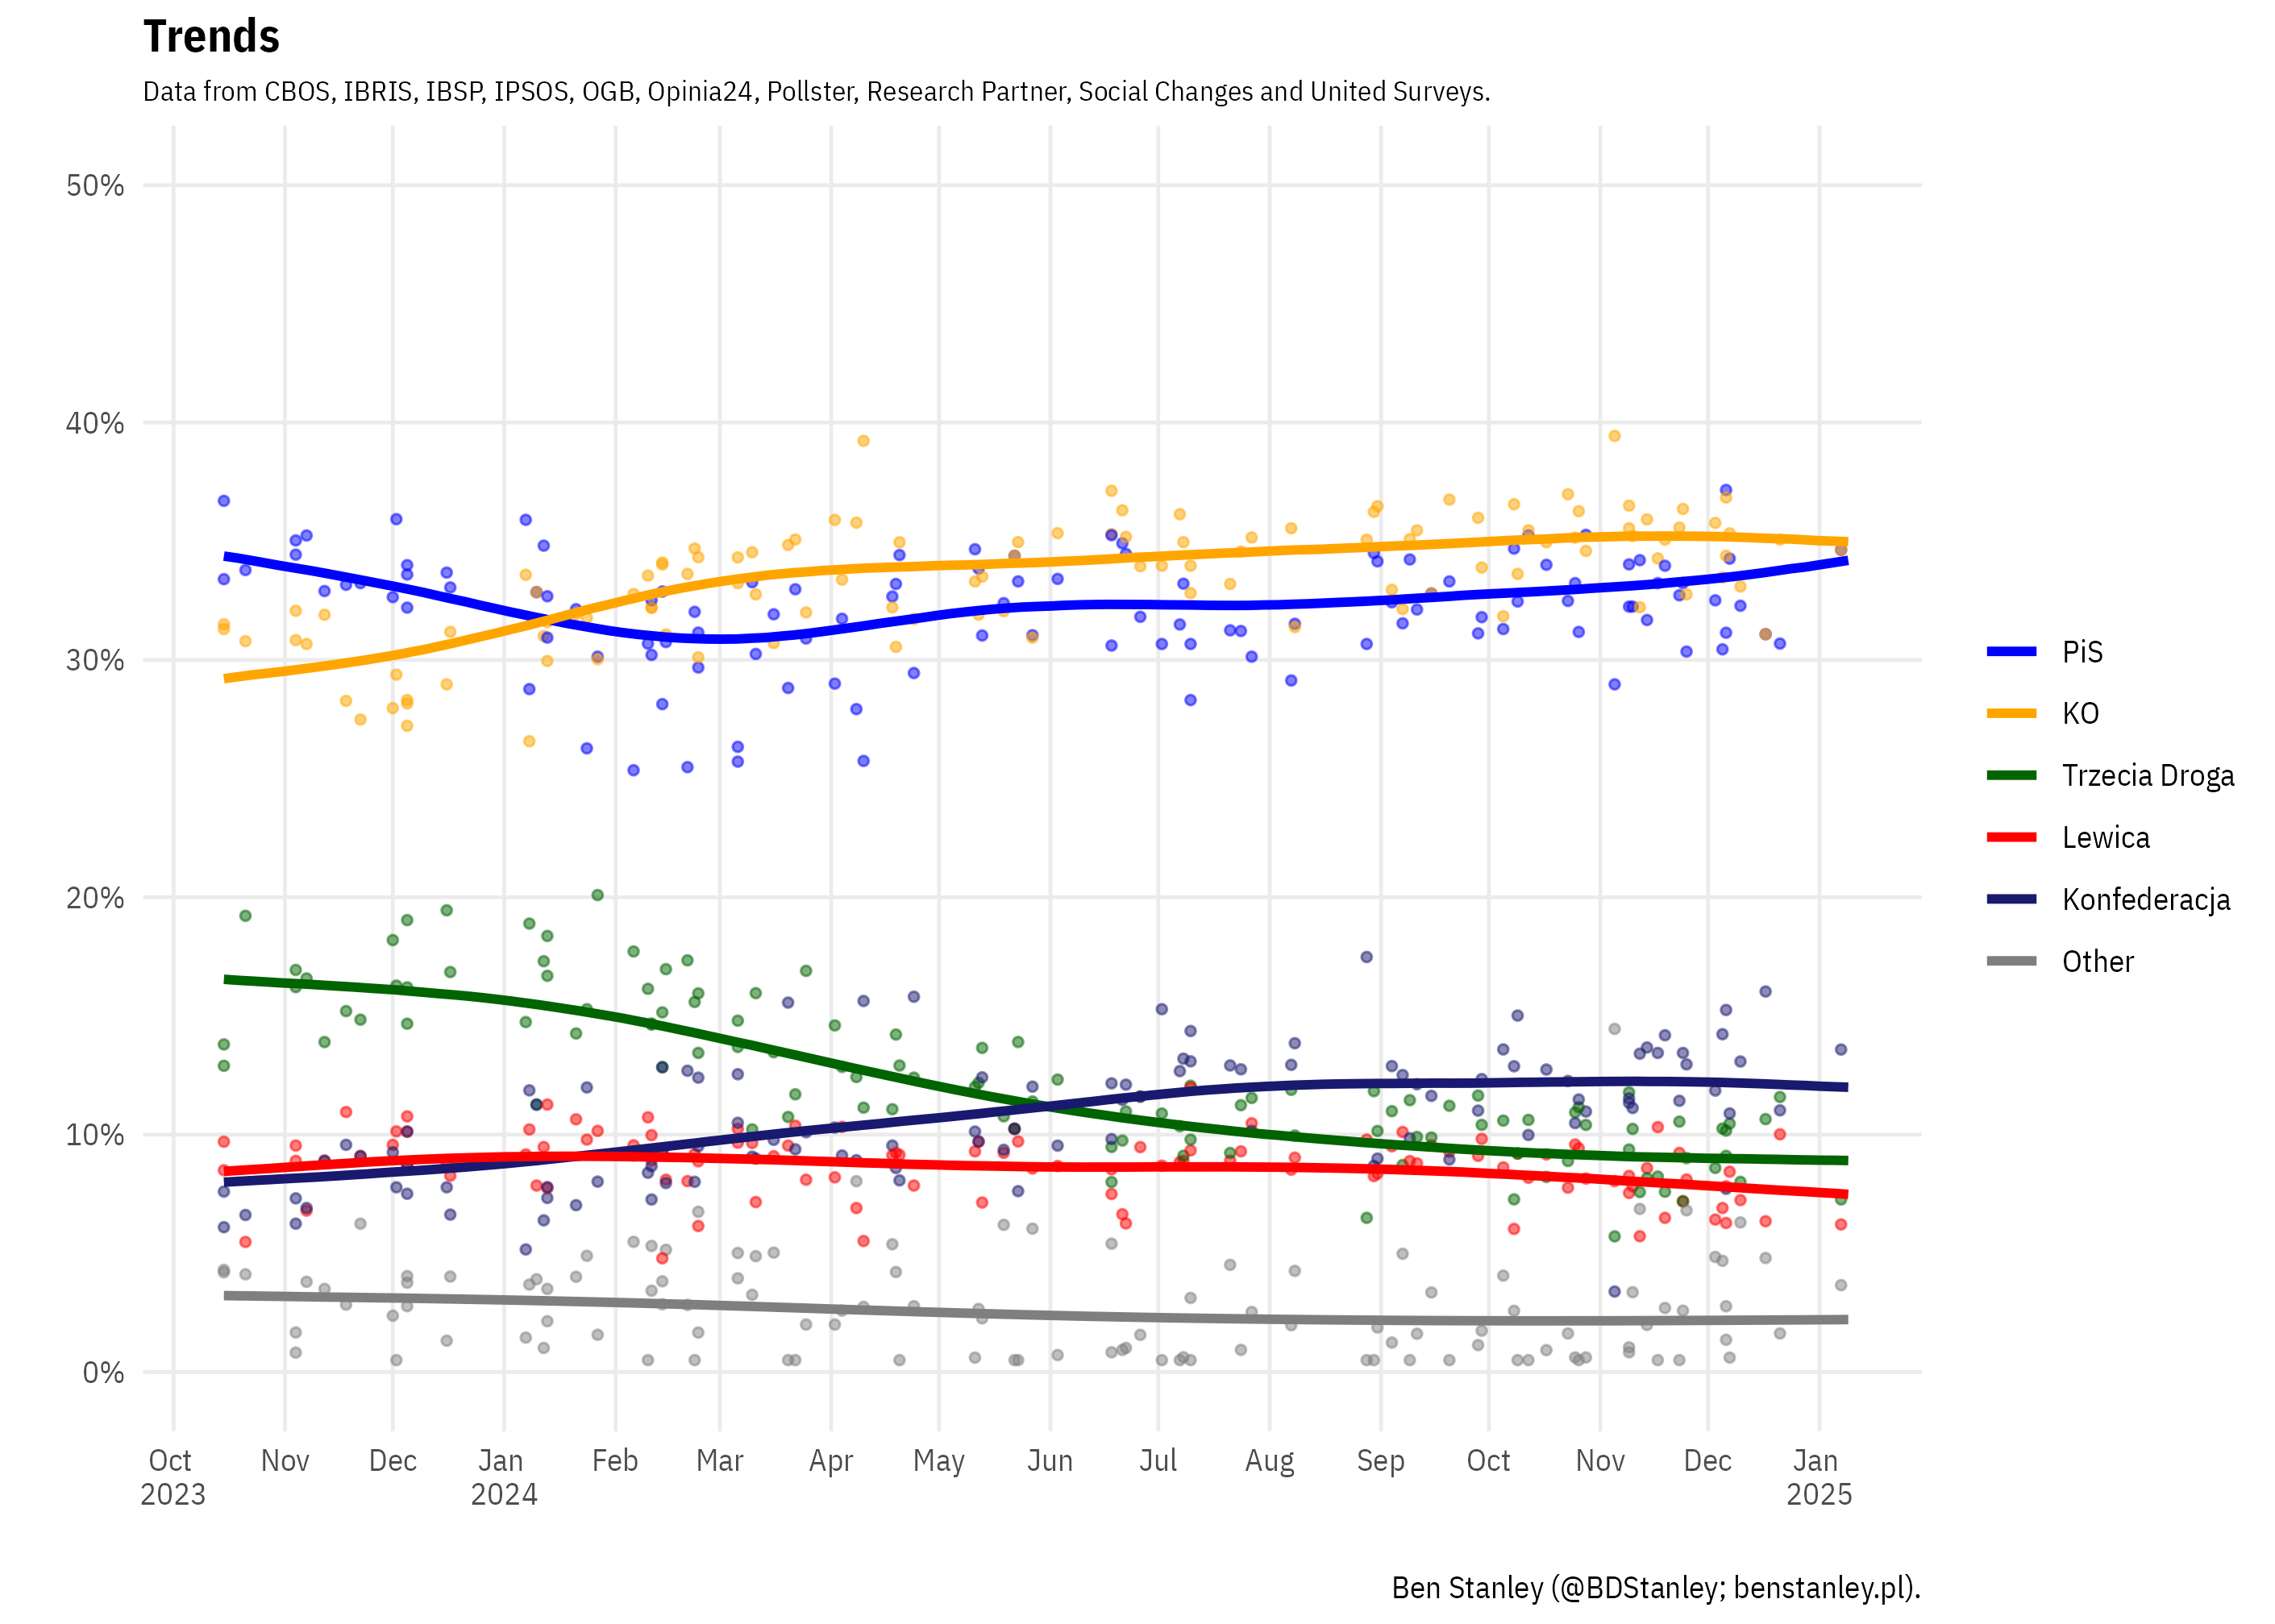 Trends
Data from CBOS, IBRIS, IBSP, IPSOS, OGB, Opinia24, Pollster, Research Partner, Social Changes and United Surveys.
50%
40%
30%
20%
10%
0%
Oct Nov Dec Jan Feb Mar Apr May Jun Jul Aug Sep Oct Nov Dec Jan
2023 2024 2025
PiS
KO
Trzecia Droga
Lewica
Konfederacja
Other
Ben Stanley (@BDStanley; benstanley.pl).